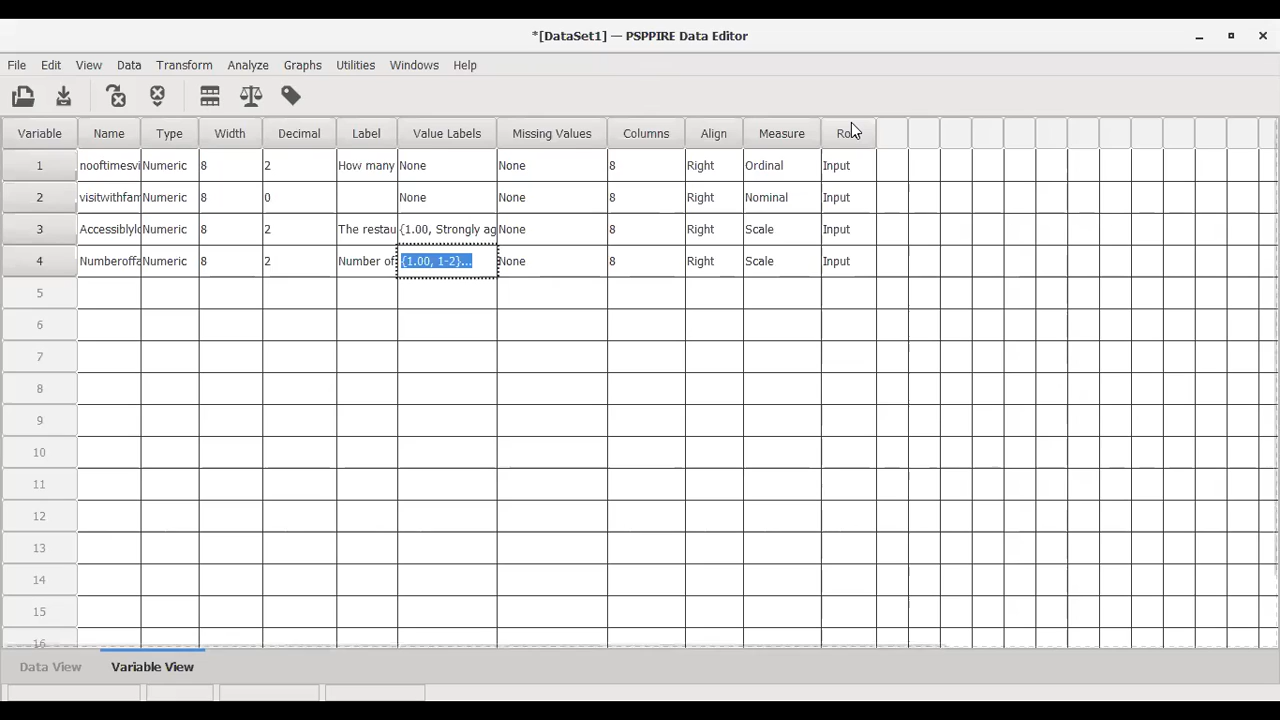 *[DataSet1] — PSPPIRE Data Editor
File Edit View Data Transform Analyze Graphs Utilities Windows Help
Variable Name Type Width Decimal Label Value Labels Missing Values Columns Align Measure
1 nooftimesvi Numeric 8 2 How many None None 8 Right Ordinal Input
2 visitwithfam Numeric 8 0 None None 8 Right Nominal Input
3 Accessiblylo Numeric 8 2 The restau {1.00, Strongly ag None 8 Right Scale Input
4 Numberoffa Numeric 8 2 Number of {1.00, 1-2}... None 8 Right Scale Input
5
6
7
8
9
10
11
12
13
14
15
16
Data View Variable View